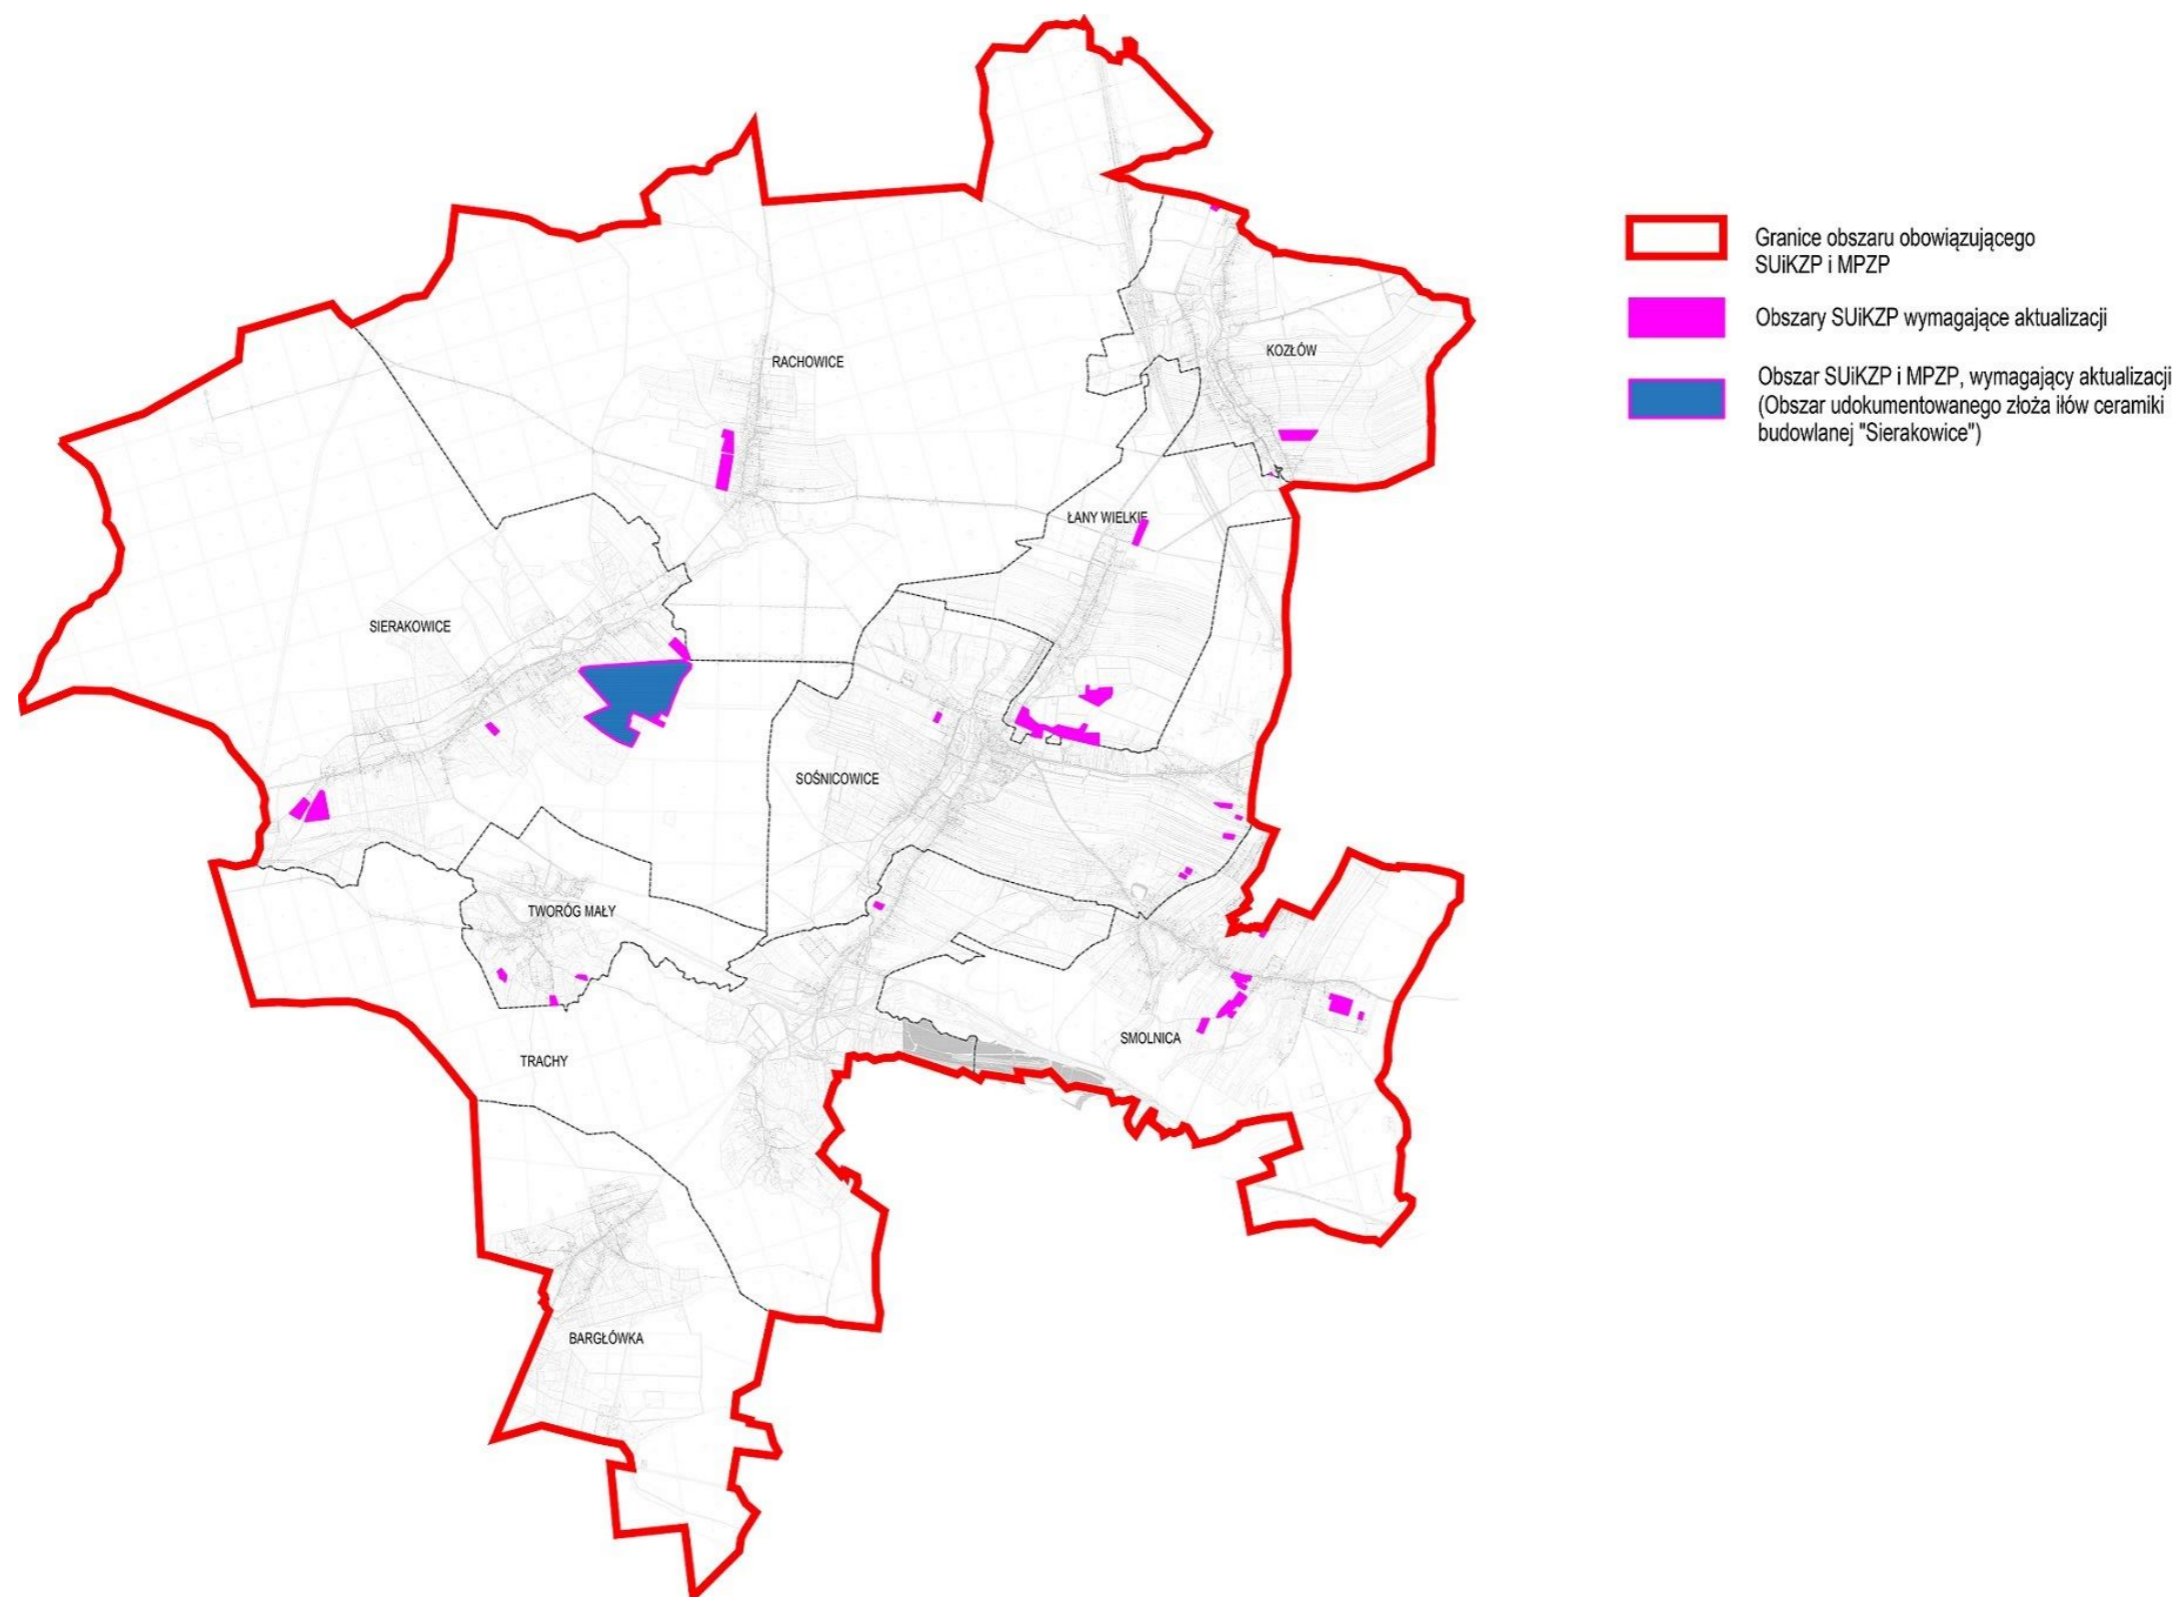 Granice obszaru obowiązującego
SUiKZP i MPZP
Obszary SUiKZP wymagające aktualizacji
Obszar SUiKZP i MPZP, wymagający aktualizacji
(Obszar udokumentowanego złoża iłów ceramiki
budowlanej "Sierakowice")
RACHOWICE
KOZŁÓW
ŁANY WIELKIE
SIERAKOWICE
SOŚNICOWICE
TWORÓG MAŁY
SMOLNICA
TRACHY
BARGŁÓWKA